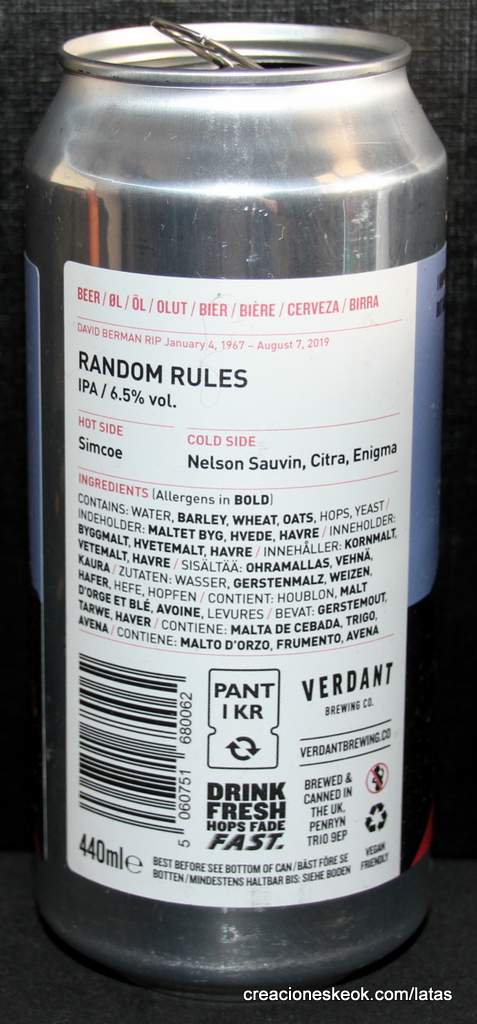 BEER / ØL / ÖL / OLUT / BIER / BIÈRE / CERVEZA / BIRRA
DAVID BERMAN RIP January 4, 1967 – August 7, 2019
RANDOM RULES
IPA / 6.5% vol.
HOT SIDE
Simcoe
COLD SIDE
Nelson Sauvin, Citra, Enigma
INGREDIENTS (Allergens in BOLD)
CONTAINS: WATER, BARLEY, WHEAT, OATS, HOPS, YEAST /
INDEHOLDER: MALTET BYG, HVEDE, HAVRE / INNEHOLDER:
BYGGMALT, HVETEMALT, HAVRE / INNEHÅLLER: KORNMALT,
VETEMALT, HAVRE / SISÄLTÄÄ: OHRAMALLAS, VEHNÄ,
KAURA / ZUTATEN: WASSER, GERSTENMALZ, WEIZEN,
HAFER, HEFE, HOPFEN / CONTIENT: HOUBLON, MALT
D'ORGE ET BLÉ, AVOINE, LEVURES / BEVAT: GERSTEMOUT,
TARWE, HAVER / CONTIENE: MALTA DE CEBADA, TRIGO,
AVENA / CONTIENE: MALTO D'ORZO, FRUMENTO, AVENA
5 060751 680062
440ml e
PANT
1 KR
DRINK
FRESH
HOPS FADE
FAST.
VERDANT
BREWING CO.
VERDANTBREWING.CO
BREWED &
CANNED IN
THE UK.
PENRYN
TR10 9EP
VEGAN
FRIENDLY
BEST BEFORE SEE BOTTOM OF CAN / BÄST FÖRE SE
BOTTEN / MINDESTENS HALTBAR BIS: SIEHE BODEN
creacioneskeok.com/latas